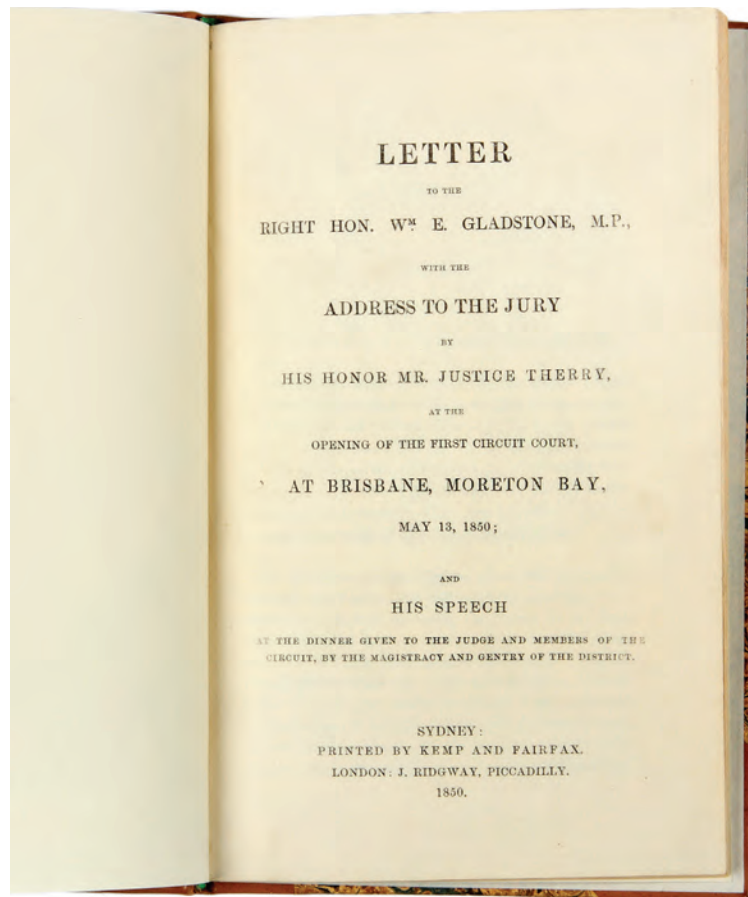 LETTER
TO THE
RIGHT HON. Wᴹ. E. GLADSTONE, M.P.,
WITH THE
ADDRESS TO THE JURY
BY
HIS HONOR MR. JUSTICE THERRY,
AT THE
OPENING OF THE FIRST CIRCUIT COURT,
AT BRISBANE, MORETON BAY,
MAY 13, 1850;
AND
HIS SPEECH
AT THE DINNER GIVEN TO THE JUDGE AND MEMBERS OF THE
CIRCUIT, BY THE MAGISTRACY AND GENTRY OF THE DISTRICT.
SYDNEY:
PRINTED BY KEMP AND FAIRFAX.
LONDON: J. RIDGWAY, PICCADILLY.
1850.